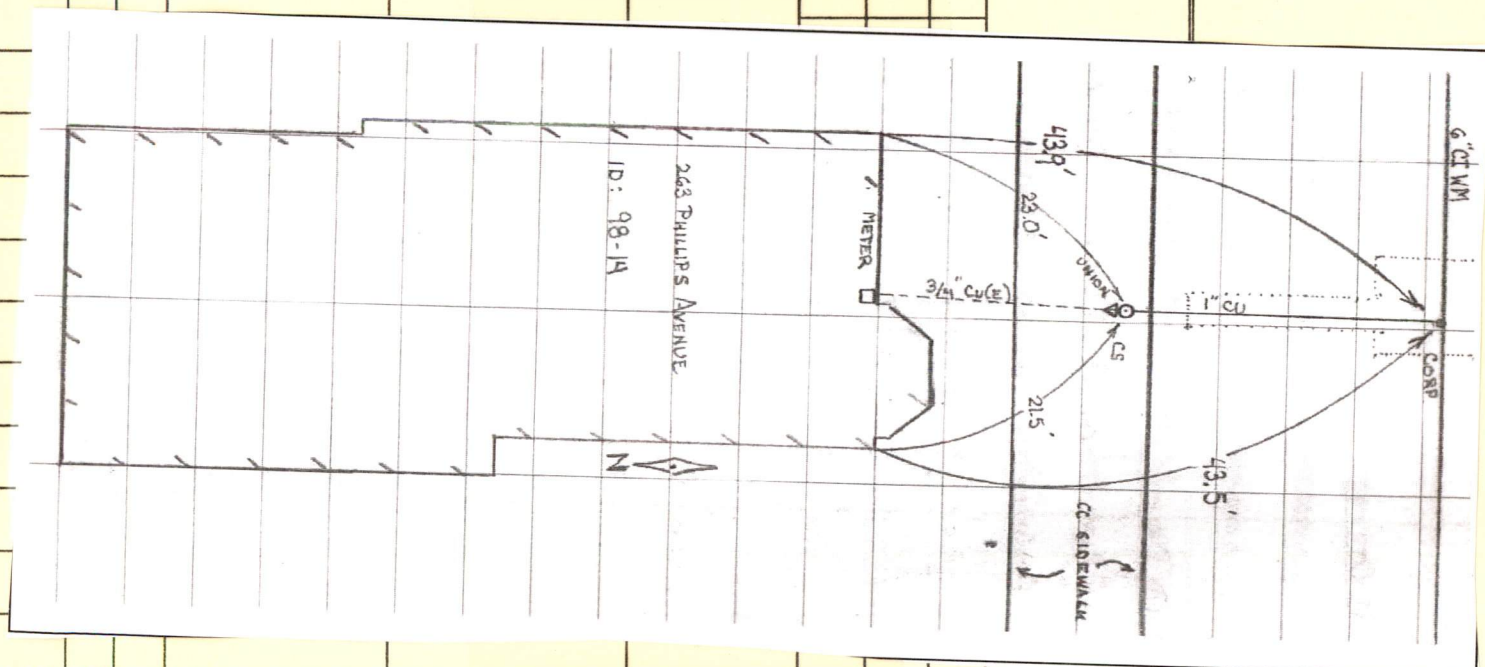 6" CI WM
CORP
1" CU
43.9'
23.0'
UNION
CS
3/4" CU(E)
METER
21.5'
43.5'
CC SIDEWALK
263 PHILLIPS AVENUE
ID: 98-14
N